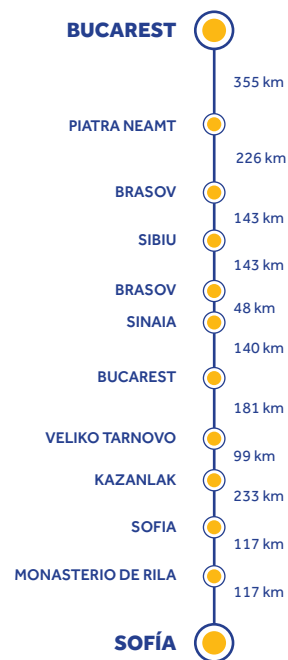 BUCAREST
355 km
PIATRA NEAMT
226 km
BRASOV
143 km
SIBIU
143 km
BRASOV
48 km
SINAIA
140 km
BUCAREST
181 km
VELIKO TARNOVO
99 km
KAZANLAK
233 km
SOFIA
117 km
MONASTERIO DE RILA
117 km
SOFÍA